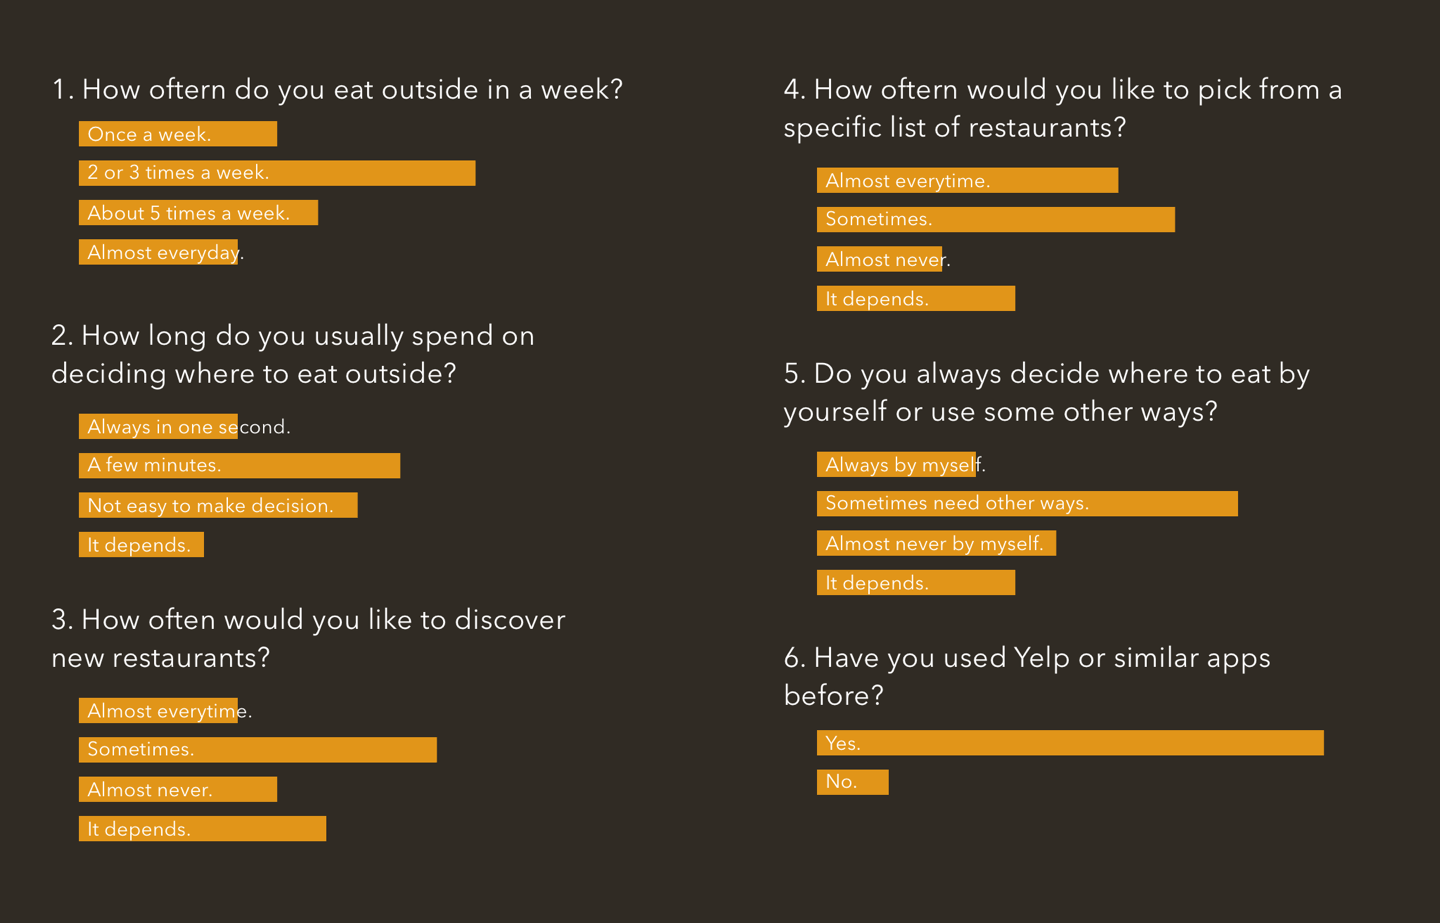 1. How oftern do you eat outside in a week?
Once a week.
2 or 3 times a week.
About 5 times a week.
Almost everyday.
2. How long do you usually spend on
deciding where to eat outside?
Always in one second.
A few minutes.
Not easy to make decision.
It depends.
3. How often would you like to discover
new restaurants?
Almost everytime.
Sometimes.
Almost never.
It depends.
4. How oftern would you like to pick from a
specific list of restaurants?
Almost everytime.
Sometimes.
Almost never.
It depends.
5. Do you always decide where to eat by
yourself or use some other ways?
Always by myself.
Sometimes need other ways.
Almost never by myself.
It depends.
6. Have you used Yelp or similar apps
before?
Yes.
No.